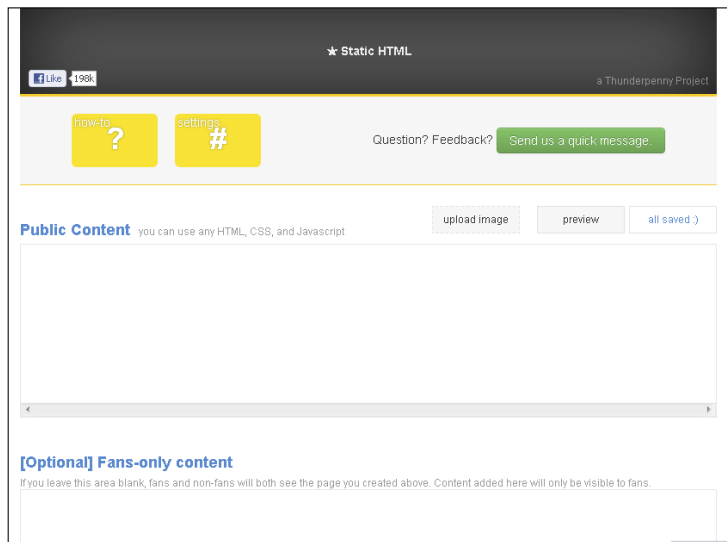 ★ Static HTML
Like 198k
a Thunderpenny Project
how-to
?
settings
#
Question? Feedback? Send us a quick message.
upload image preview all saved :)
Public Content you can use any HTML, CSS, and Javascript
[Optional] Fans-only content
If you leave this area blank, fans and non-fans will both see the page you created above. Content added here will only be visible to fans.